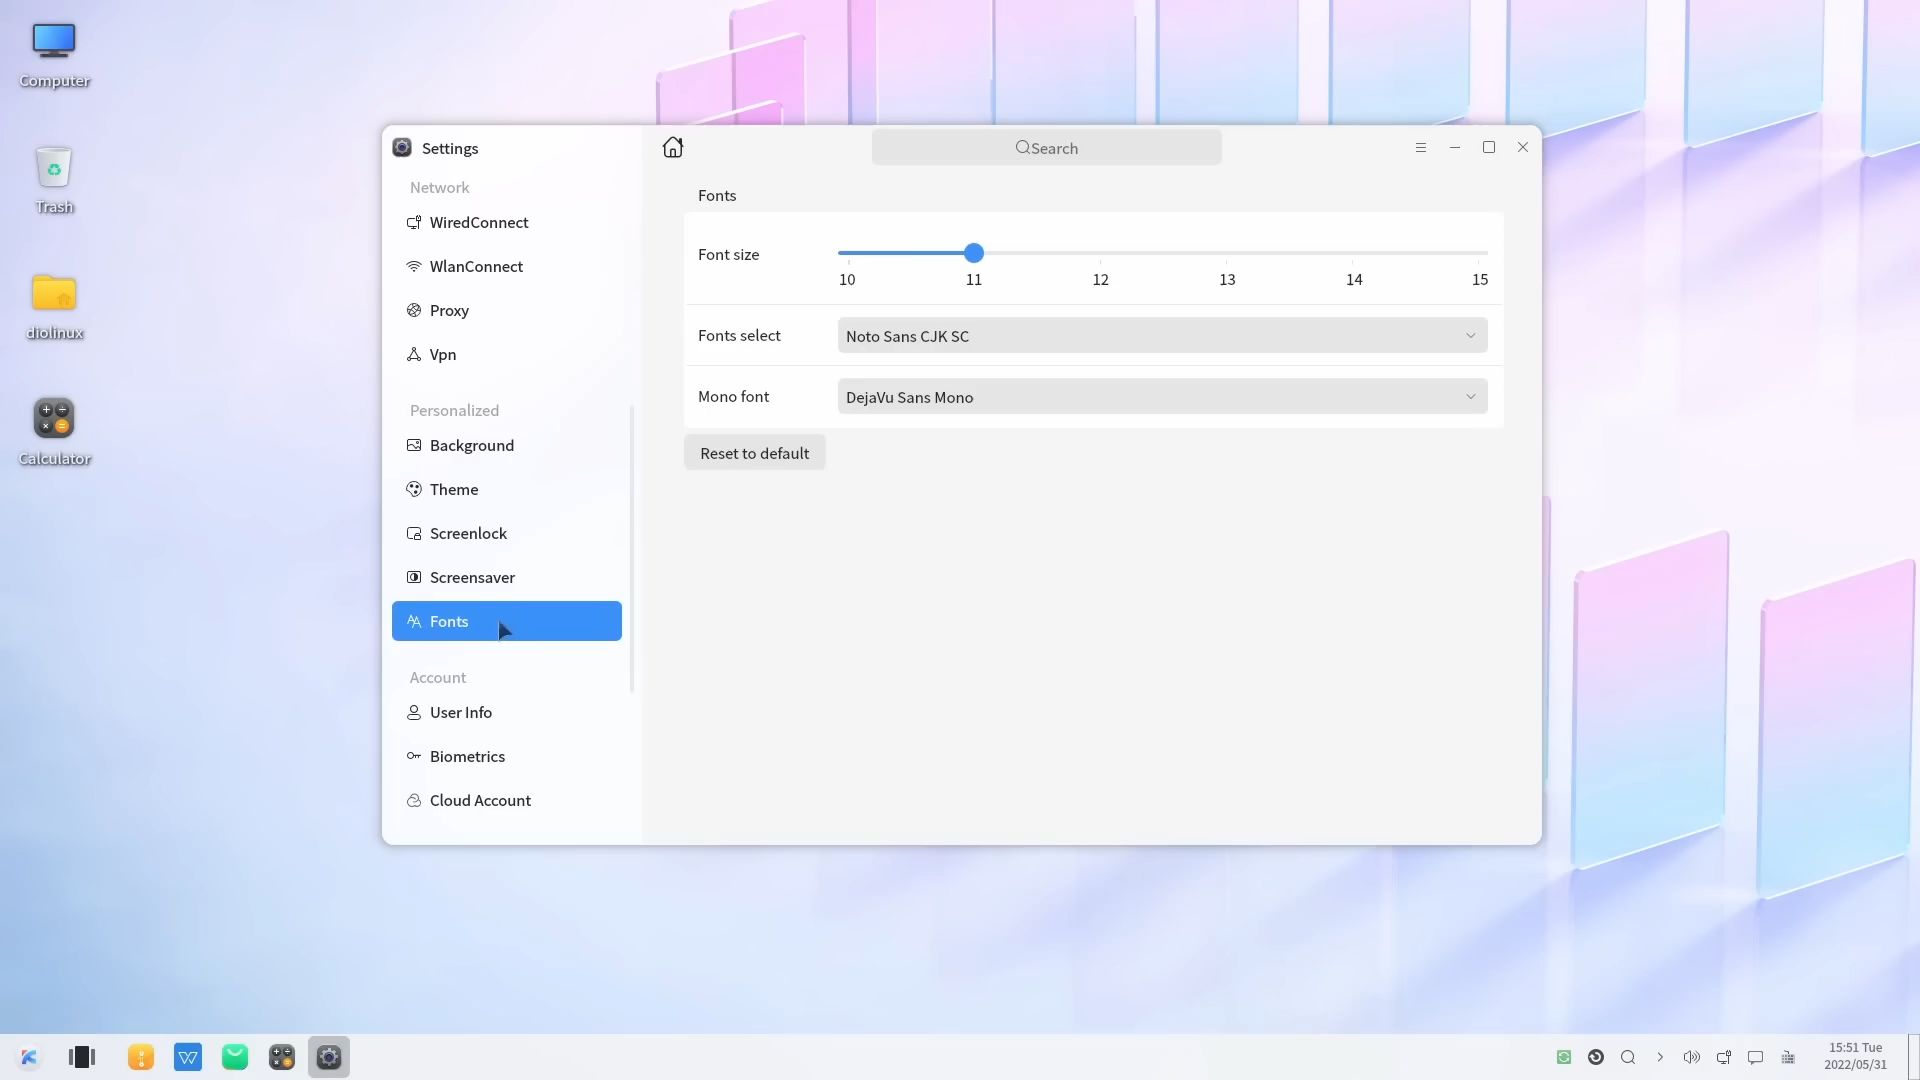 Computer
Trash
diolinux
Calculator
Settings
Search
Network
WiredConnect
WlanConnect
Proxy
Vpn
Personalized
Background
Theme
Screenlock
Screensaver
Fonts
Account
User Info
Biometrics
Cloud Account
Fonts
Font size
10 11 12 13 14 15
Fonts select Noto Sans CJK SC
Mono font DejaVu Sans Mono
Reset to default
15:51 Tue
2022/05/31